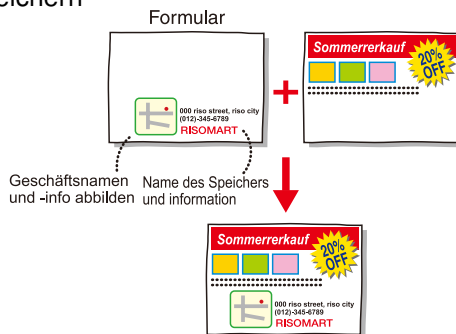 eichern
Formular
Sommerrerkauf
20%
OFF
000 riso street, riso city
(012)-345-6789
RISOMART
Geschäftsnamen
und -info abbilden
Name des Speichers
und information
Sommerrerkauf
20%
OFF
000 riso street, riso city
(012)-345-6789
RISOMART